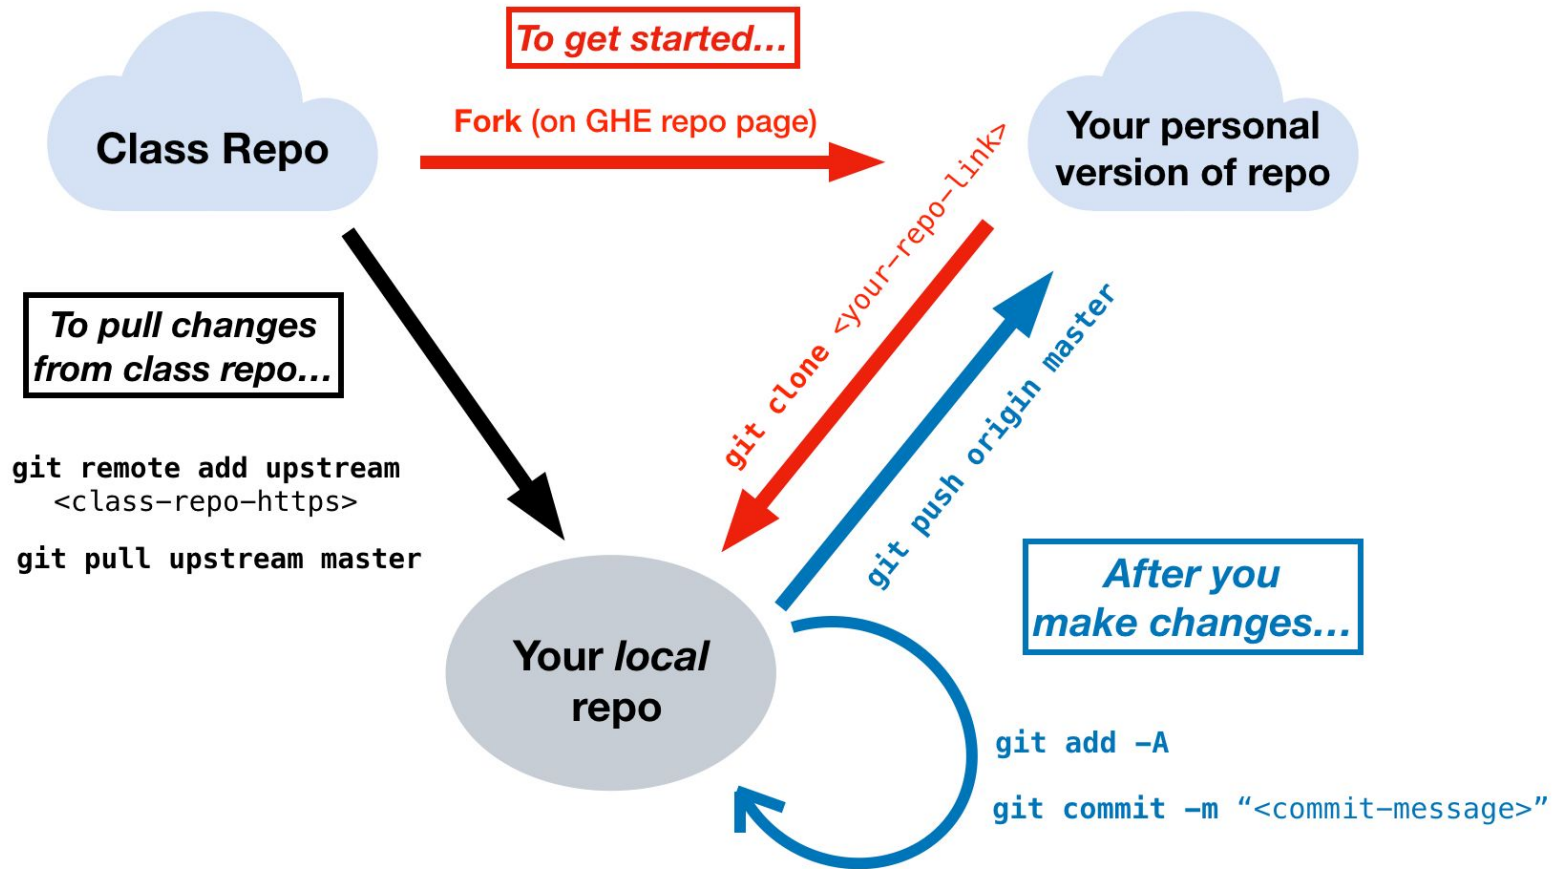 To get started...
Class Repo
Fork (on GHE repo page)
Your personal
version of repo
git clone <your-repo-link>
git push origin master
To pull changes
from class repo...
git remote add upstream
<class-repo-https>
git pull upstream master
Your local
repo
After you
make changes...
git add -A
git commit -m “<commit-message>”